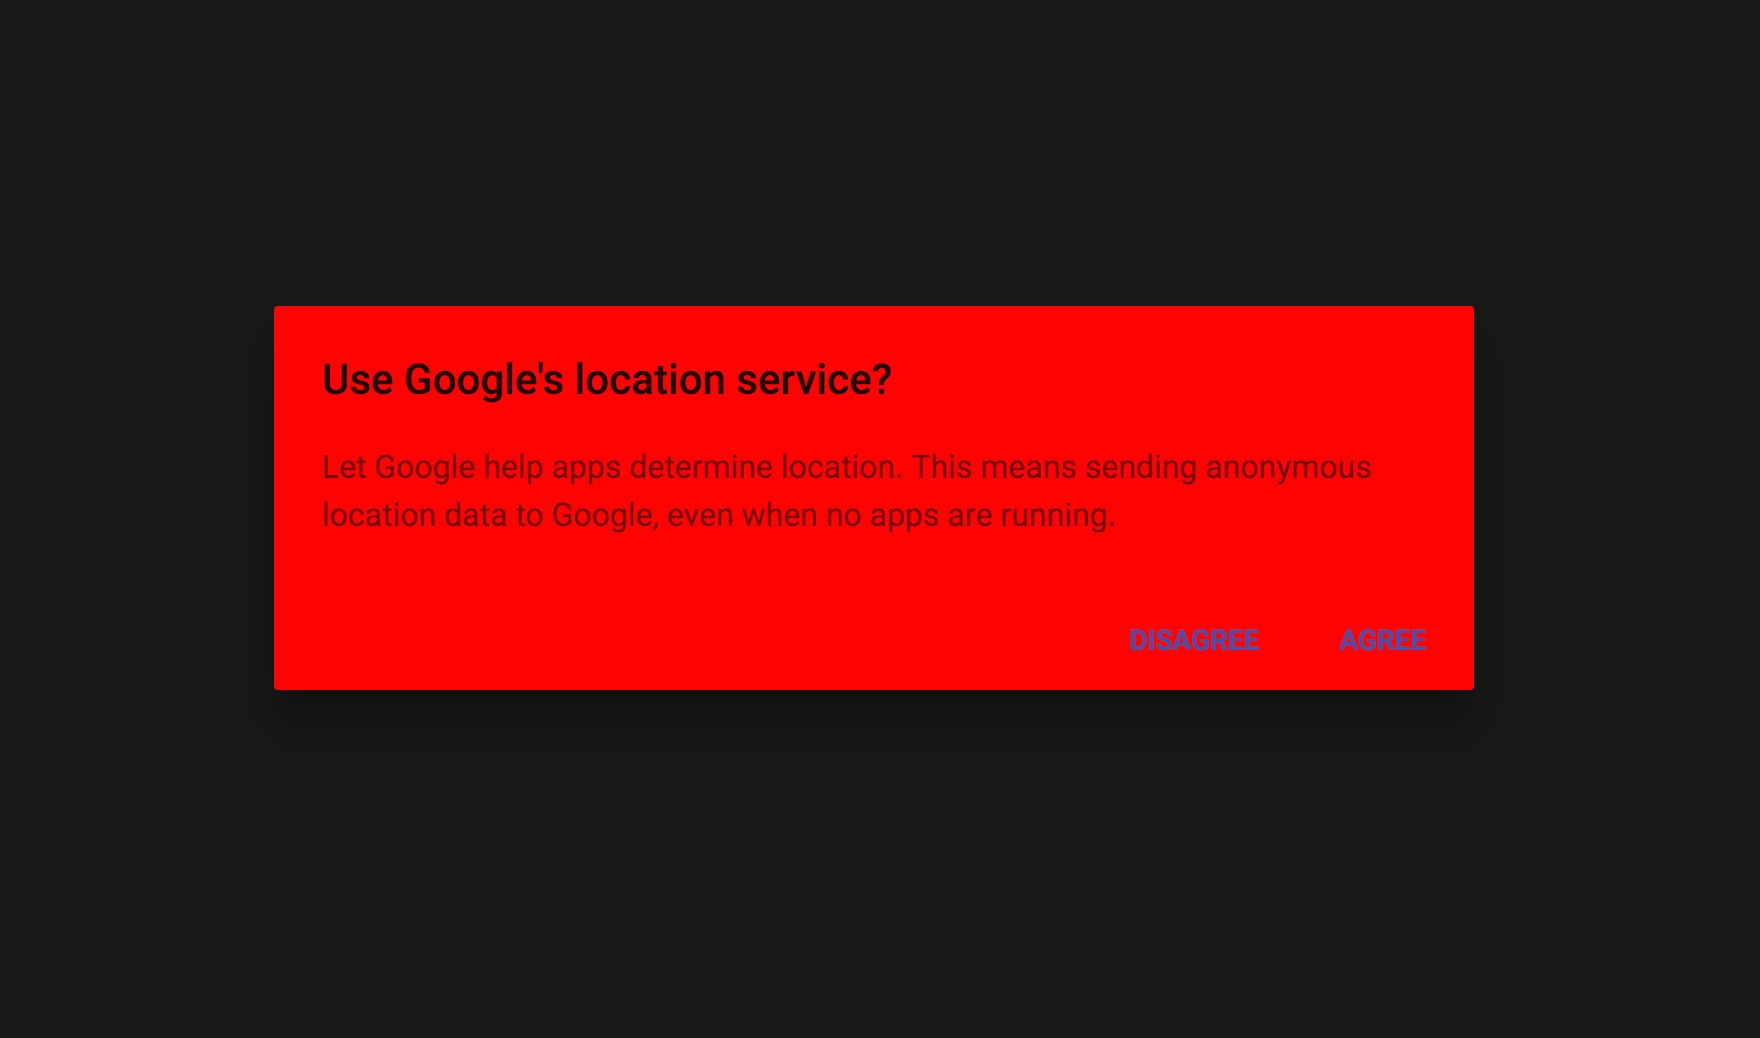 Use Google's location service?
Let Google help apps determine location. This means sending anonymous
location data to Google, even when no apps are running.
DISAGREE AGREE